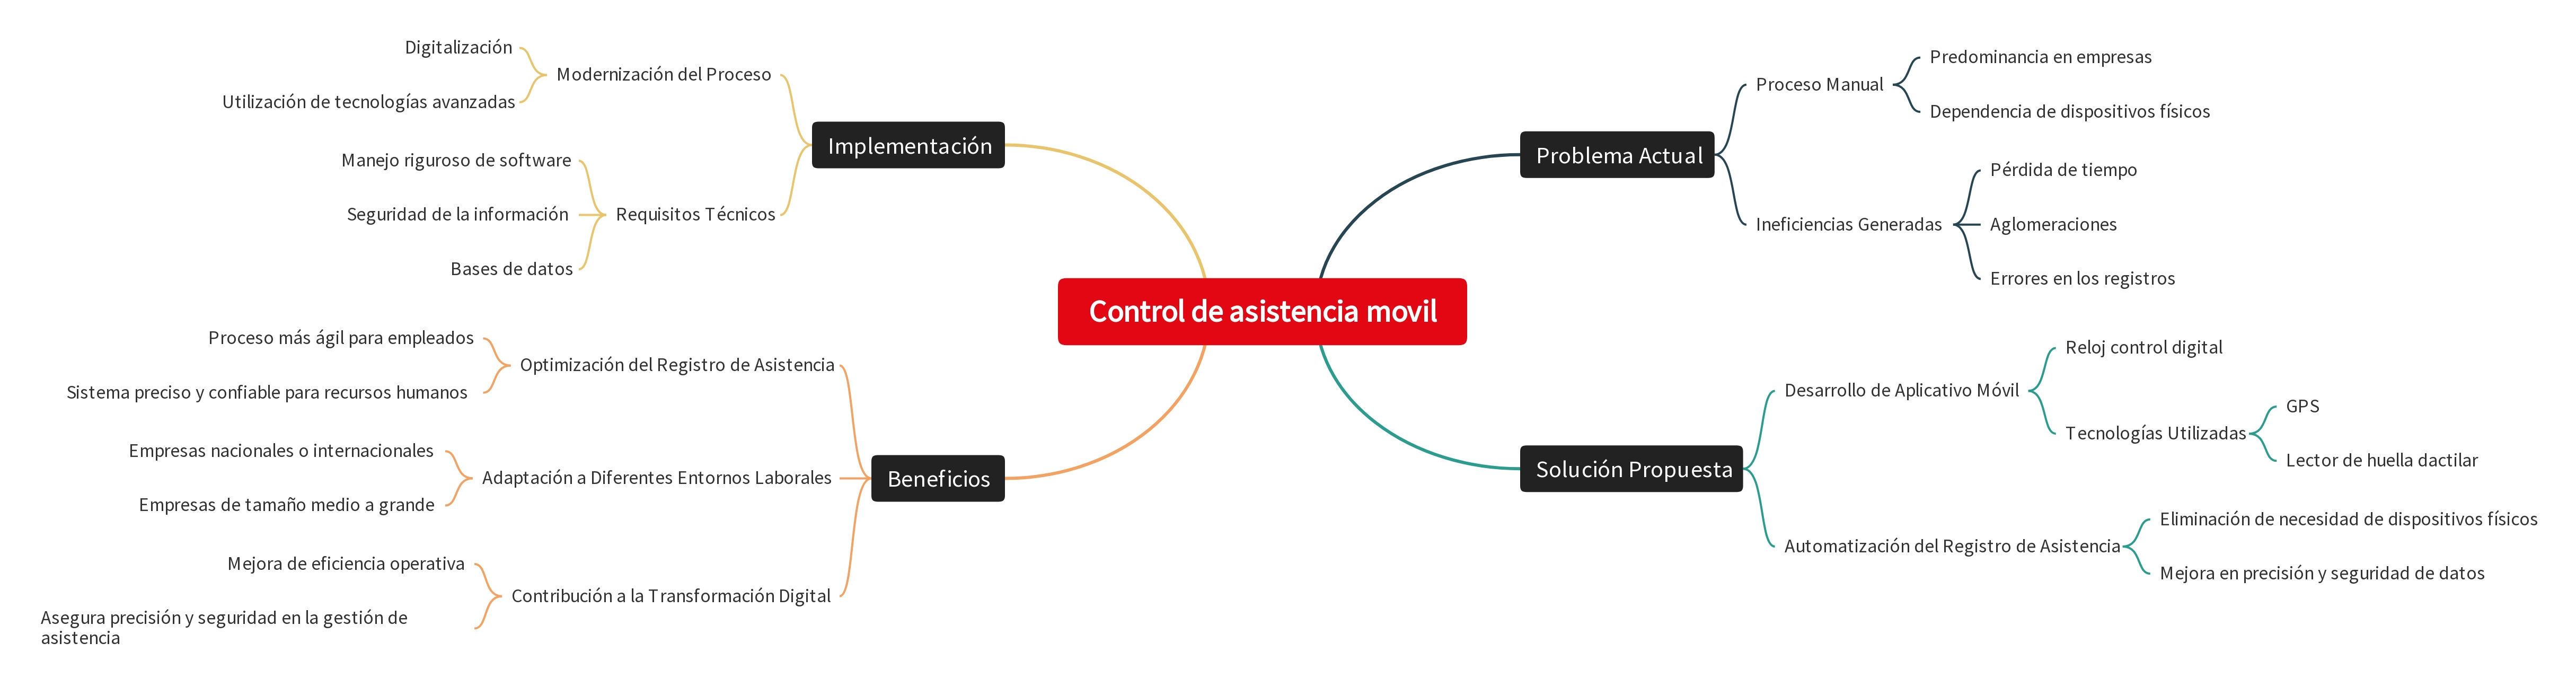 Control de asistencia movil
Problema Actual
Proceso Manual
Predominancia en empresas
Dependencia de dispositivos físicos
Ineficiencias Generadas
Pérdida de tiempo
Aglomeraciones
Errores en los registros
Solución Propuesta
Desarrollo de Aplicativo Móvil
Reloj control digital
Tecnologías Utilizadas
GPS
Lector de huella dactilar
Automatización del Registro de Asistencia
Eliminación de necesidad de dispositivos físicos
Mejora en precisión y seguridad de datos
Implementación
Modernización del Proceso
Digitalización
Utilización de tecnologías avanzadas
Requisitos Técnicos
Manejo riguroso de software
Seguridad de la información
Bases de datos
Beneficios
Optimización del Registro de Asistencia
Proceso más ágil para empleados
Sistema preciso y confiable para recursos humanos
Adaptación a Diferentes Entornos Laborales
Empresas nacionales o internacionales
Empresas de tamaño medio a grande
Contribución a la Transformación Digital
Mejora de eficiencia operativa
Asegura precisión y seguridad en la gestión de
asistencia